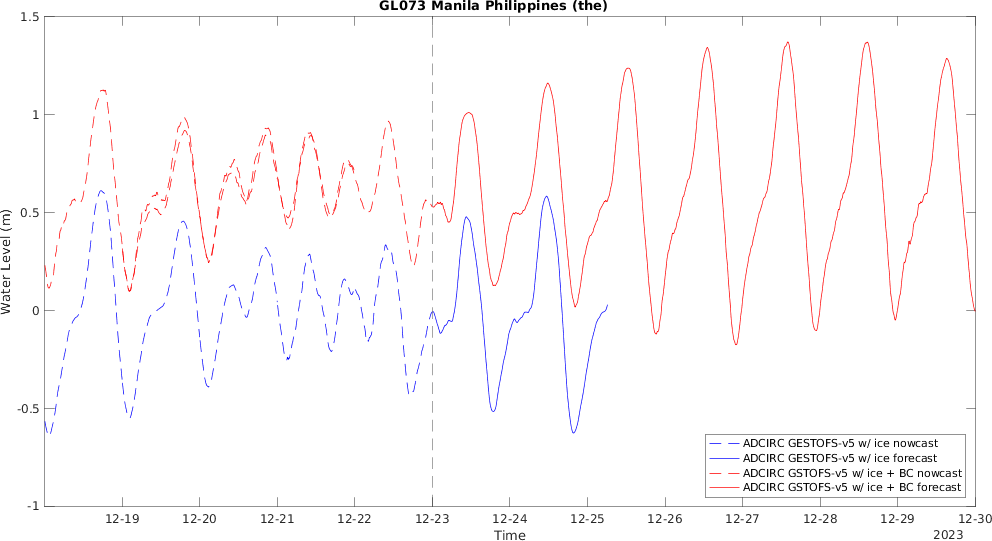 GL073 Manila Philippines (the)
1.5
1
0.5
0
-0.5
-1
Water Level (m)
ADCIRC GESTOFS-v5 w/ ice nowcast
ADCIRC GESTOFS-v5 w/ ice forecast
ADCIRC GSTOFS-v5 w/ ice + BC nowcast
ADCIRC GSTOFS-v5 w/ ice + BC forecast
12-19 12-20 12-21 12-22 12-23 12-24 12-25 12-26 12-27 12-28 12-29 12-30
Time
2023